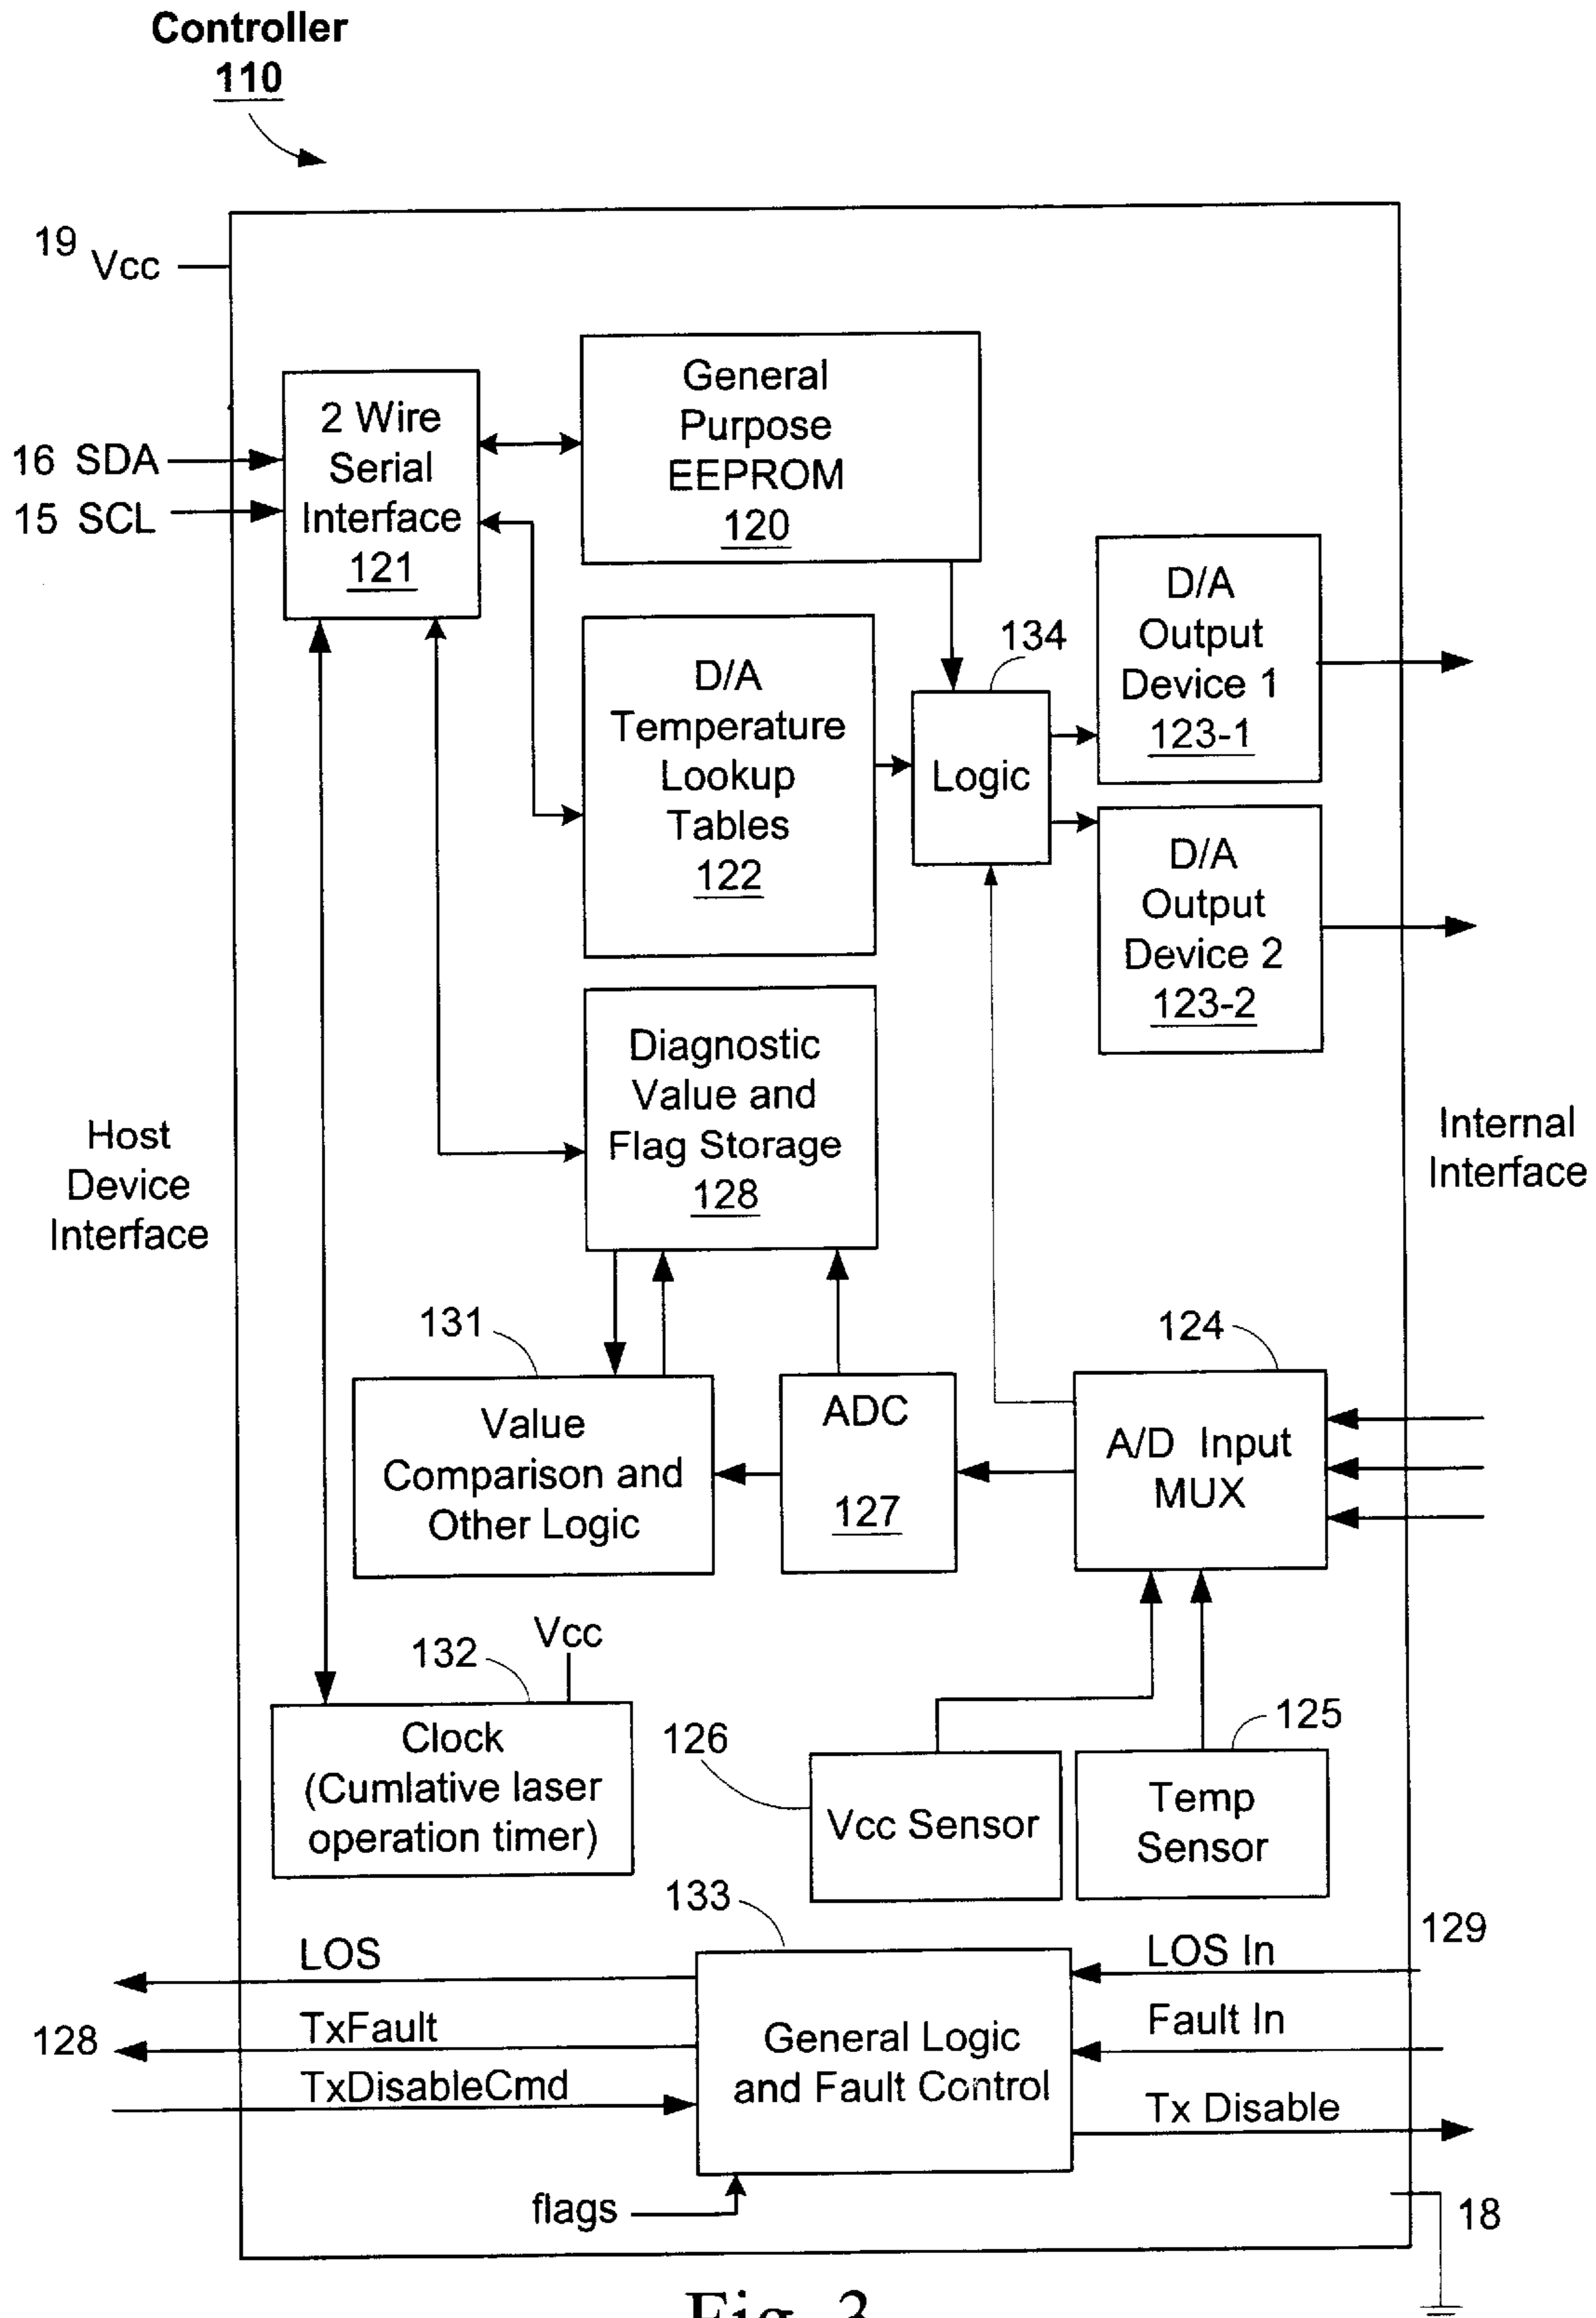 Controller
110
19 Vcc
16 SDA
15 SCL
2 Wire
Serial
Interface
121
General
Purpose
EEPROM
120
D/A
Temperature
Lookup
Tables
122
134
Logic
D/A
Output
Device 1
123-1
D/A
Output
Device 2
123-2
Host
Device
Interface
Internal
Interface
Diagnostic
Value and
Flag Storage
128
131
Value
Comparison and
Other Logic
ADC
127
124
A/D Input
MUX
132
Vcc
Clock
(Cumlative laser
operation timer)
126
Vcc Sensor
125
Temp
Sensor
133
129
General Logic
and Fault Control
LOS
TxFault
128
TxDisableCmd
LOS In
Fault In
Tx Disable
flags
18
Fig. 3